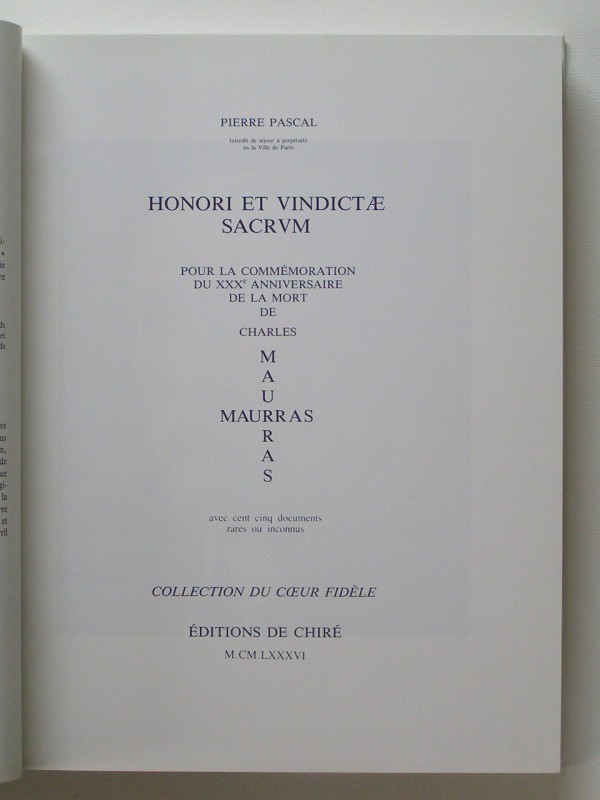 PIERRE PASCAL
Interdit de séjour à perpétuité
en la Ville de Paris
HONORI ET VINDICTÆ
SACRVM
POUR LA COMMÉMORATION
DU XXXe ANNIVERSAIRE
DE LA MORT
DE
CHARLES
M
A
U
MAURRAS
R
A
S
avec cent cinq documents
rares ou inconnus
COLLECTION DU CŒUR FIDÈLE
ÉDITIONS DE CHIRÉ
M.CM.LXXXVI